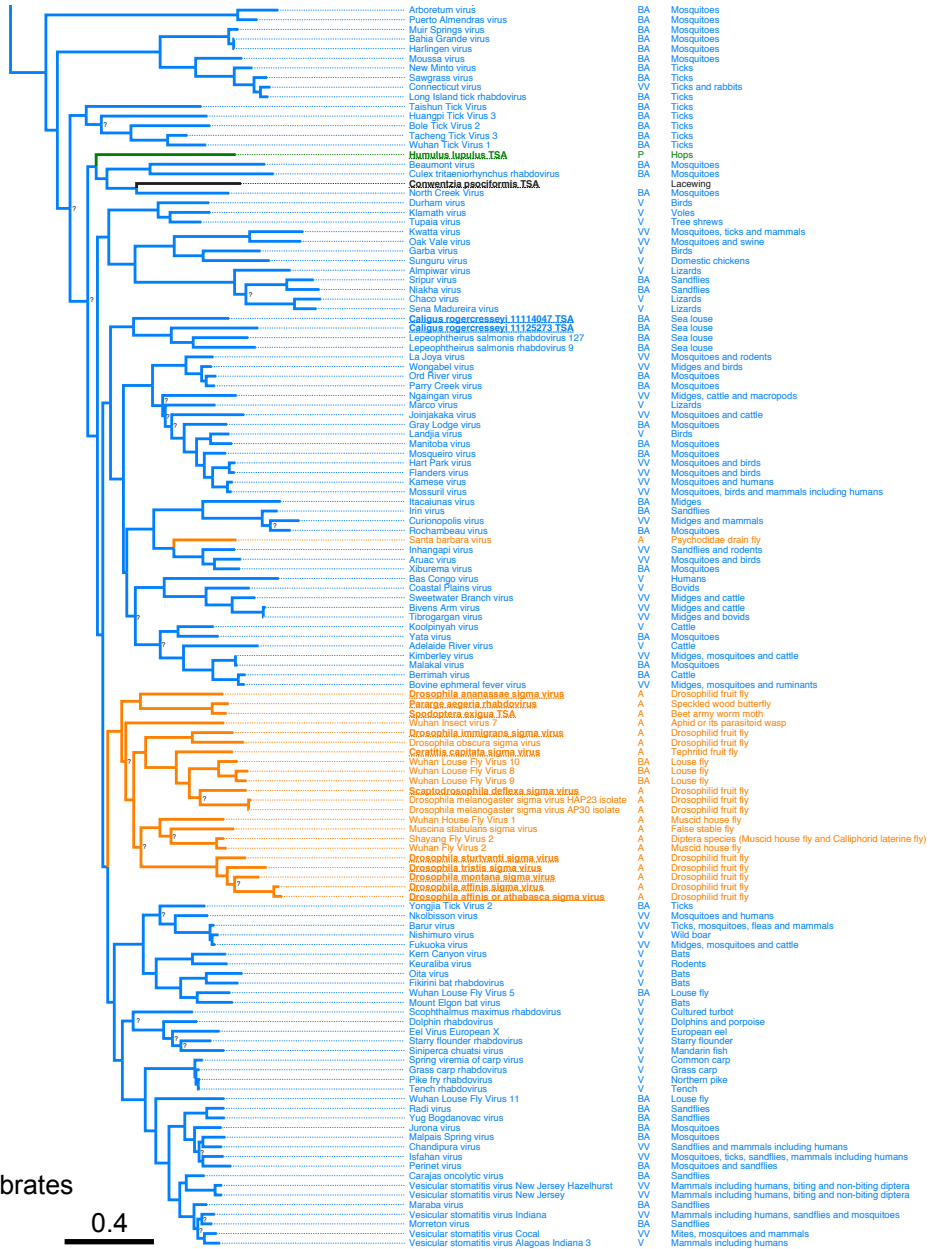 Arboretum virus BA Mosquitoes
Puerto Almendras virus BA Mosquitoes
Muir Springs virus BA Mosquitoes
Bahia Grande virus BA Mosquitoes
Harlingen virus BA Mosquitoes
Moussa virus BA Mosquitoes
New Minto virus BA Ticks
Sawgrass virus BA Ticks
Connecticut virus VV Ticks and rabbits
Long Island tick rhabdovirus BA Ticks
Taishun Tick Virus BA Ticks
Huangpi Tick Virus 3 BA Ticks
? Bole Tick Virus 2 BA Ticks
Tacheng Tick Virus 3 BA Ticks
Wuhan Tick Virus 1 BA Ticks
Humulus lupulus TSA P Hops
Beaumont virus BA Mosquitoes
Culex tritaeniorhynchus rhabdovirus BA Mosquitoes
Conwentzia psociformis TSA Lacewing
North Creek Virus BA Mosquitoes
Durham virus V Birds
? Klamath virus V Voles
Tupaia virus V Tree shrews
Kwatta virus VV Mosquitoes, ticks and mammals
Oak Vale virus VV Mosquitoes and swine
Garba virus V Birds
Sunguru virus V Domestic chickens
Almpiwar virus V Lizards
Sripur virus BA Sandflies
? Niakha virus BA Sandflies
? Chaco virus V Lizards
Sena Madureira virus V Lizards
Caligus rogercresseyi 11114047 TSA BA Sea louse
Caligus rogercresseyi 11125273 TSA BA Sea louse
Lepeophtheirus salmonis rhabdovirus 127 BA Sea louse
Lepeophtheirus salmonis rhabdovirus 9 BA Sea louse
La Joya virus VV Mosquitoes and rodents
Wongabel virus VV Midges and birds
Ord River virus BA Mosquitoes
Parry Creek virus BA Mosquitoes
Ngaingan virus VV Midges, cattle and macropods
? Marco virus V Lizards
? Joinjakaka virus VV Mosquitoes and cattle
? Gray Lodge virus BA Mosquitoes
Landjia virus V Birds
Manitoba virus BA Mosquitoes
Mosqueiro virus BA Mosquitoes
Hart Park virus VV Mosquitoes and birds
Flanders virus VV Mosquitoes and birds
Kamese virus VV Mosquitoes and humans
Mossuril virus VV Mosquitoes, birds and mammals including humans
Itacaiunas virus BA Midges
Iriri virus BA Sandflies
? Curionopolis virus VV Midges and mammals
Rochambeau virus BA Mosquitoes
Santa barbara virus A Psychodidae drain fly
Inhangapi virus VV Sandflies and rodents
Aruac virus VV Mosquitoes and birds
Xiburema virus BA Mosquitoes
Bas Congo virus V Humans
Coastal Plains virus V Bovids
Sweetwater Branch virus VV Midges and cattle
Bivens Arm virus VV Midges and cattle
? Tibrogargan virus VV Midges and bovids
Koolpinyah virus V Cattle
Yata virus BA Mosquitoes
? Adelaide River virus V Cattle
Kimberley virus VV Midges, mosquitoes and cattle
Malakal virus BA Mosquitoes
Berrimah virus BA Cattle
Bovine ephmeral fever virus VV Midges, mosquitoes and ruminants
Drosophila ananassae sigma virus A Drosophilid fruit fly
Pararge aegeria rhabdovirus A Speckled wood butterfly
Spodoptera exigua TSA A Beet army worm moth
Wuhan Insect virus 7 A Aphid or its parasitoid wasp
Drosophila immigrans sigma virus A Drosophilid fruit fly
Drosophila obscura sigma virus A Drosophilid fruit fly
Ceratitis capitata sigma virus A Tephritid fruit fly
? Wuhan Louse Fly Virus 10 BA Louse fly
Wuhan Louse Fly Virus 8 BA Louse fly
Wuhan Louse Fly Virus 9 BA Louse fly
Scaptodrosophila deflexa sigma virus A Drosophilid fruit fly
? Drosophila melanogaster sigma virus HAP23 isolate A Drosophilid fruit fly
Drosophila melanogaster sigma virus AP30 isolate A Drosophilid fruit fly
Wuhan House Fly Virus 1 A Muscid house fly
Muscina stabulans sigma virus A False stable fly
? Shayang Fly Virus 2 A Diptera species (Muscid house fly and Calliphorid laterine fly)
? Wuhan Fly Virus 2 A Muscid house fly
Drosophila sturtvanti sigma virus A Drosophilid fruit fly
Drosophila tristis sigma virus A Drosophilid fruit fly
Drosophila montana sigma virus A Drosophilid fruit fly
? Drosophila affinis sigma virus A Drosophilid fruit fly
Drosophila affinis or athabasca sigma virus A Drosophilid fruit fly
Yongjia Tick Virus 2 BA Ticks
Nkolbisson virus VV Mosquitoes and humans
? Barur virus VV Ticks, mosquitoes, fleas and mammals
Nishimuro virus V Wild boar
Fukuoka virus VV Midges, mosquitoes and cattle
Kern Canyon virus V Bats
Keuraliba virus V Rodents
Oita virus V Bats
Fikirini bat rhabdovirus V Bats
? Wuhan Louse Fly Virus 5 BA Louse fly
Mount Elgon bat virus V Bats
Scophthalmus maximus rhabdovirus V Cultured turbot
? Dolphin rhabdovirus V Dolphins and porpoise
Eel Virus European X V European eel
? Starry flounder rhabdovirus V Starry flounder
? Siniperca chuatsi virus V Mandarin fish
Spring viremia of carp virus V Common carp
Grass carp rhabdovirus V Grass carp
Pike fry rhabdovirus V Northern pike
Tench rhabdovirus V Tench
Wuhan Louse Fly Virus 11 BA Louse fly
Radi virus BA Sandflies
Yug Bogdanovac virus BA Sandflies
Jurona virus BA Mosquitoes
Malpais Spring virus BA Mosquitoes
? Chandipura virus VV Sandflies and mammals including humans
Isfahan virus VV Mosquitoes, ticks, sandflies, mammals including humans
Perinet virus BA Mosquitoes and sandflies
Carajas oncolytic virus BA Sandflies
Vesicular stomatitis virus New Jersey Hazelhurst VV Mammals including humans, biting and non-biting diptera
brates Vesicular stomatitis virus New Jersey VV Mammals including humans, biting and non-biting diptera
Maraba virus BA Sandflies
Vesicular stomatitis virus Indiana VV Mammals including humans, sandflies and mosquitoes
? Morreton virus BA Sandflies
0.4 Vesicular stomatitis virus Cocal VV Mites, mosquitoes and mammals
? Vesicular stomatitis virus Alagoas Indiana 3 V Mammals including humans